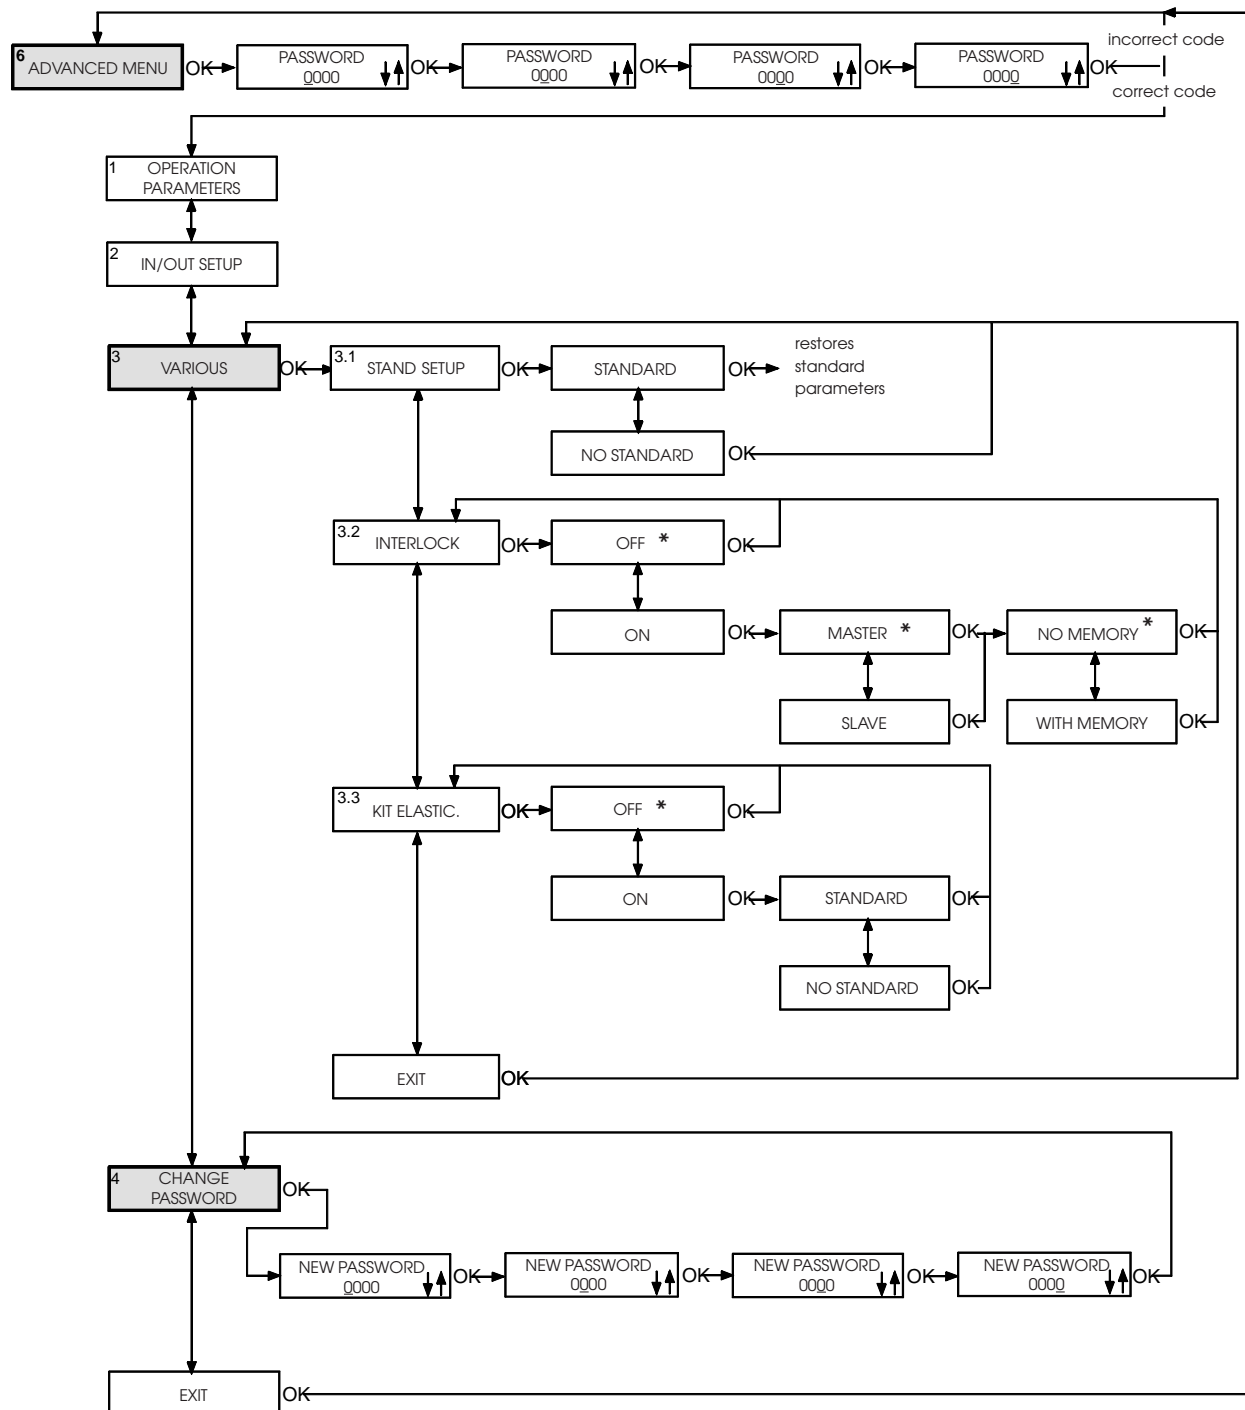 incorrect code
6 ADVANCED MENU OK PASSWORD 0000 OK PASSWORD 0000 OK PASSWORD 0000 OK PASSWORD 0000 OK
correct code
1 OPERATION PARAMETERS
2 IN/OUT SETUP
3 VARIOUS OK 3.1 STAND SETUP OK STANDARD OK restores standard parameters
NO STANDARD OK
3.2 INTERLOCK OK OFF * OK
ON OK MASTER * OK NO MEMORY * OK
SLAVE OK WITH MEMORY OK
3.3 KIT ELASTIC. OK OFF * OK
ON OK STANDARD OK
NO STANDARD OK
EXIT OK
4 CHANGE PASSWORD OK
NEW PASSWORD 0000 OK NEW PASSWORD 0000 OK NEW PASSWORD 0000 OK NEW PASSWORD 0000 OK
EXIT OK